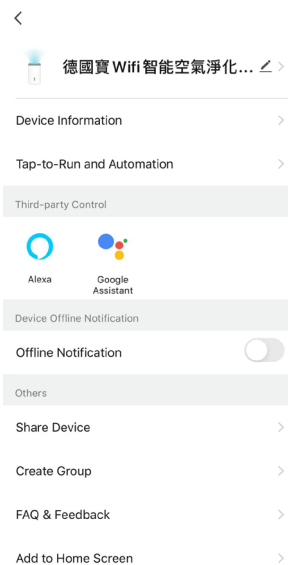 德國寶Wifi智能空氣淨化...
Device Information
Tap-to-Run and Automation
Third-party Control
Alexa
Google
Assistant
Device Offline Notification
Offline Notification
Others
Share Device
Create Group
FAQ & Feedback
Add to Home Screen